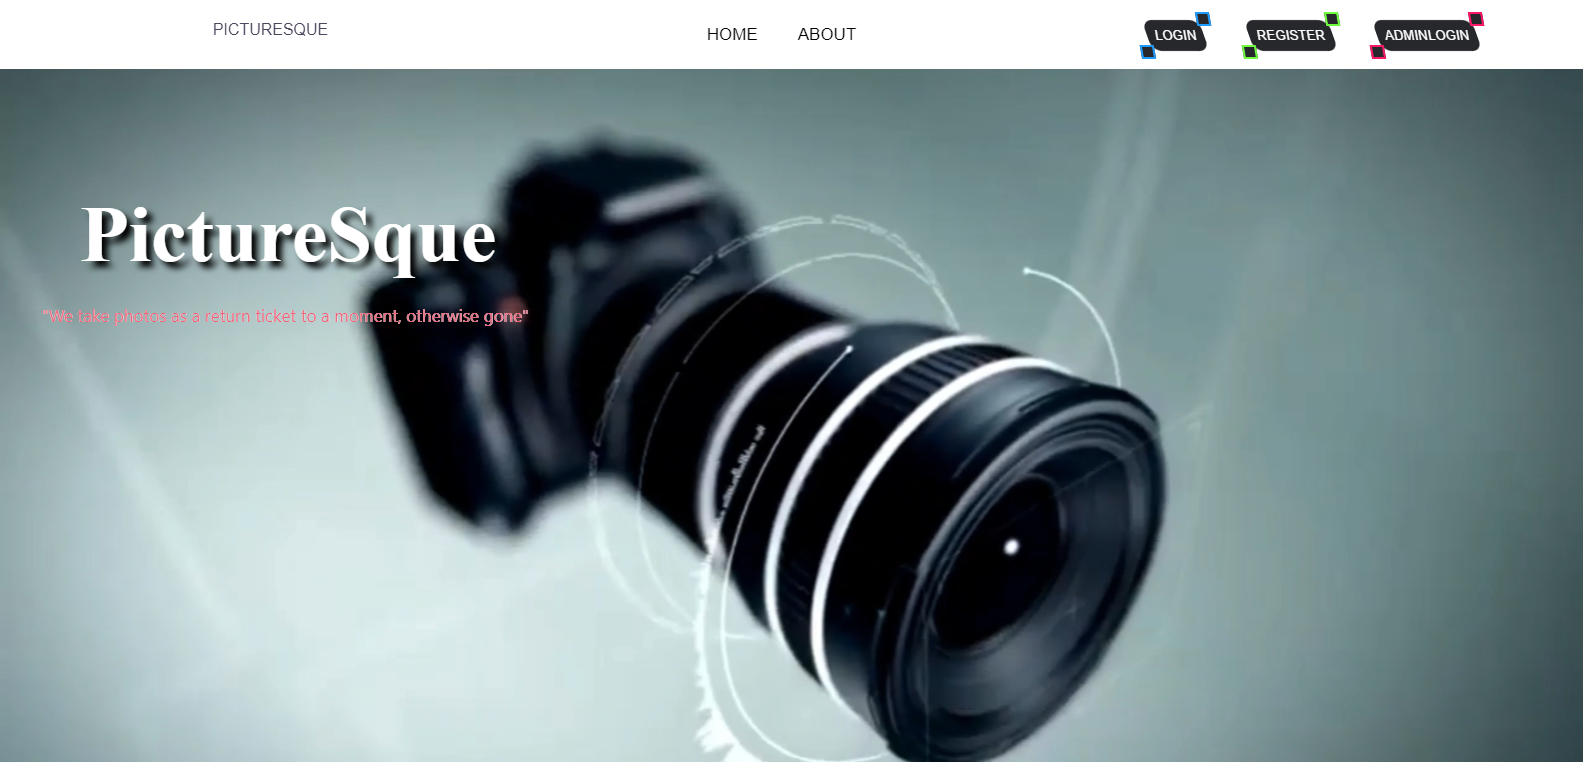 PICTURESQUE
HOME ABOUT
LOGIN REGISTER ADMINLOGIN
PictureSque
"We take photos as a return ticket to a moment, otherwise gone"